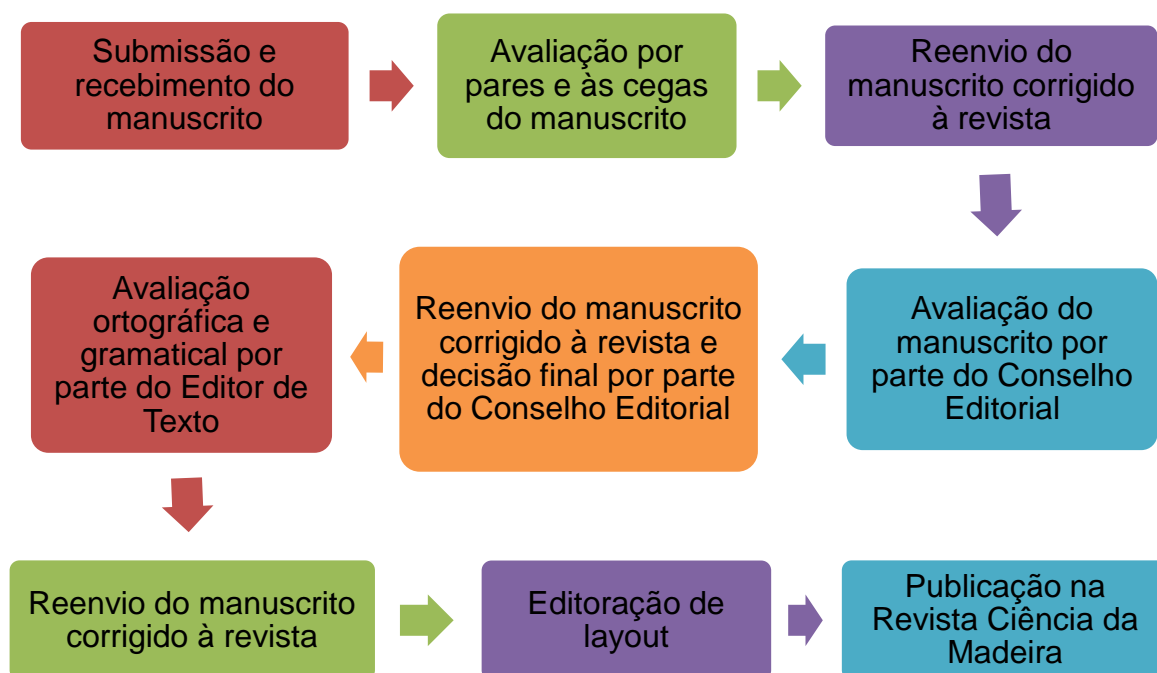 Submissão e
recebimento do
manuscrito
Avaliação por
pares e às cegas
do manuscrito
Reenvio do
manuscrito corrigido
à revista
Avaliação do
manuscrito por
parte do Conselho
Editorial
Reenvio do manuscrito
corrigido à revista e
decisão final por parte
do Conselho Editorial
Avaliação
ortográfica e
gramatical por
parte do Editor de
Texto
Reenvio do manuscrito
corrigido à revista
Editoração de
layout
Publicação na
Revista Ciência da
Madeira